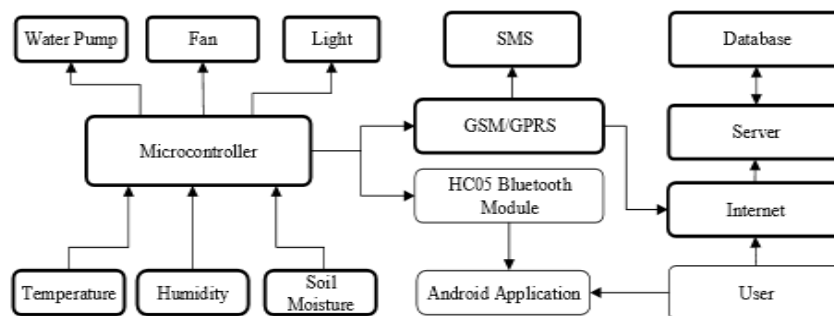 Water Pump
Fan
Light
SMS
Database
Microcontroller
GSM/GPRS
Server
HC05 Bluetooth
Module
Internet
Temperature
Humidity
Soil
Moisture
Android Application
User